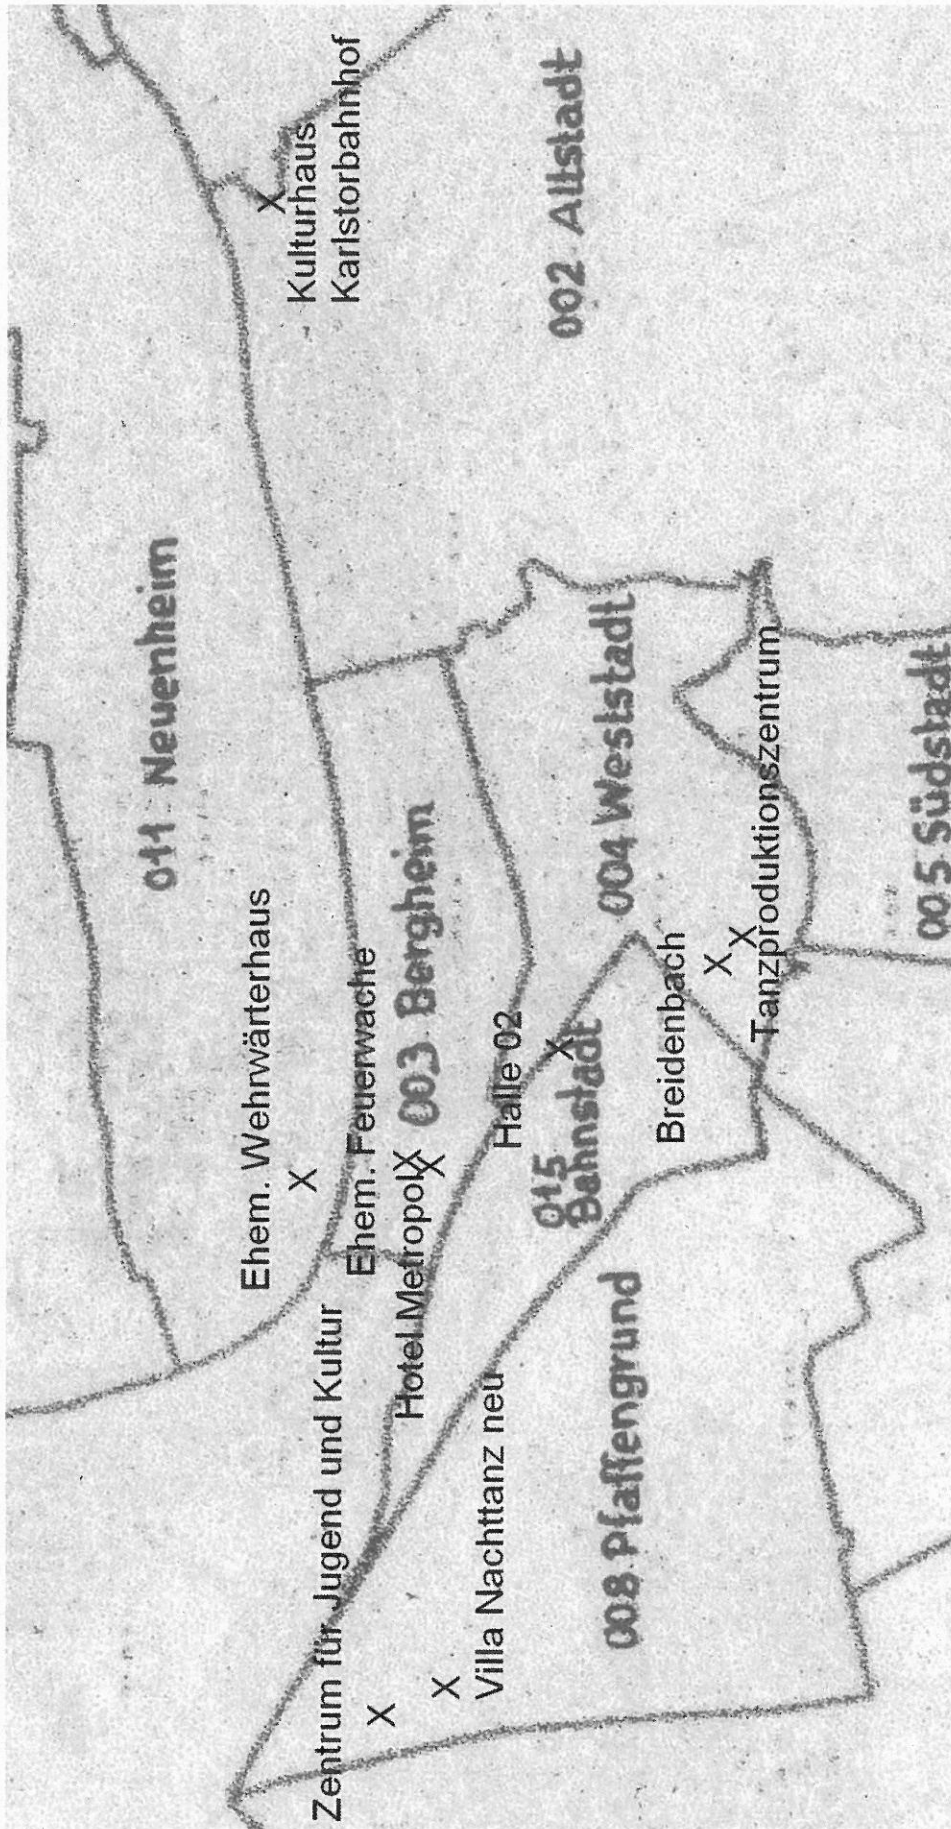 Kulturhaus
Karlstorbahnhof
002 Altstadt
011 Neuenheim
Ehem. Wehrwärterhaus
Ehem. Feuerwache
003 Bergheim
Hotel Metropol
Halle 02
004 Weststadt
015
Bahnstadt
Breidenbach
Tanzproduktionszentrum
005 Südstadt
Zentrum für Jugend und Kultur
Villa Nachttanz neu
008 Pfaffengrund
X
X
X
X
X
X
X
X
X